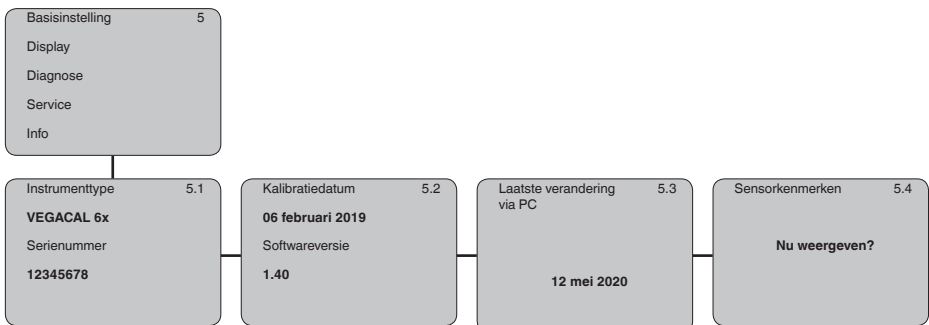 Basisinstelling 5
Display
Diagnose
Service
Info
Instrumenttype 5.1
VEGACAL 6x
Serienummer
12345678
Kalibratiedatum 5.2
06 februari 2019
Softwareversie
1.40
Laatste verandering 5.3
via PC
12 mei 2020
Sensorkenmerken 5.4
Nu weergeven?